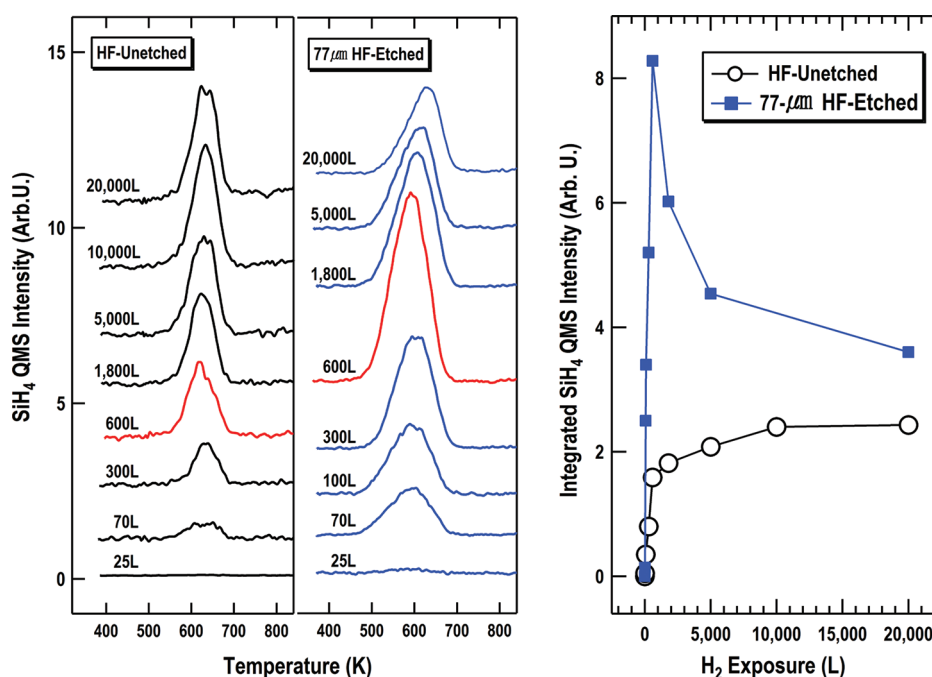 SiH4 QMS Intensity (Arb.U.)
15
10
5
0
HF-Unetched
20,000L
10,000L
5,000L
1,800L
600L
300L
70L
25L
400 500 600 700 800
77μm HF-Etched
20,000L
5,000L
1,800L
600L
300L
100L
70L
25L
400 500 600 700 800
Temperature (K)
Integrated SiH4 QMS Intensity (Arb. U.)
8
6
4
2
0
HF-Unetched
77-μm HF-Etched
0 5,000 10,000 15,000 20,000
H2 Exposure (L)